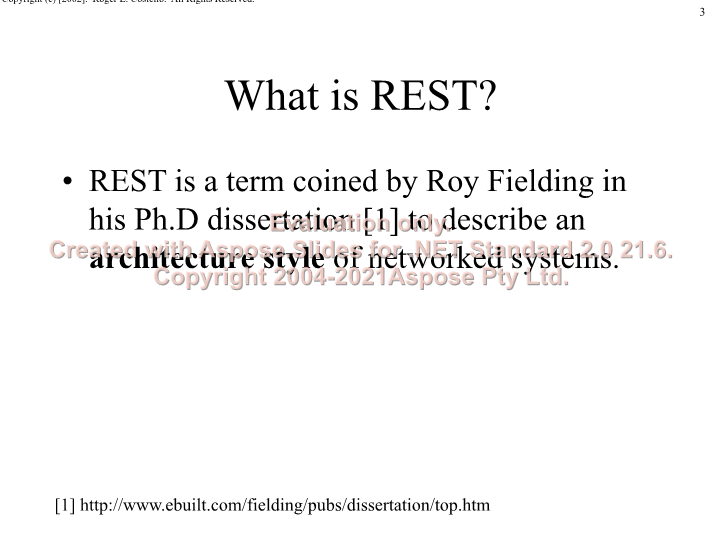 Copyright (c) [2002]. Roger L. Costello. All Rights Reserved.
3
What is REST?
• REST is a term coined by Roy Fielding in
his Ph.D dissertation [1] to describe an
architecture style of networked systems.
Evaluation only.
Created with Aspose.Slides for .NET Standard 2.0 21.6.
Copyright 2004-2021Aspose Pty Ltd.
[1] http://www.ebuilt.com/fielding/pubs/dissertation/top.htm